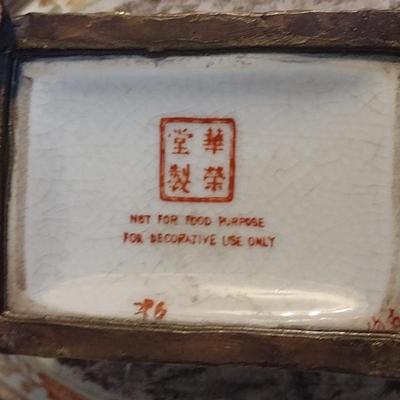 華榮
堂製
NOT FOR FOOD PURPOSE
FOR DECORATIVE USE ONLY